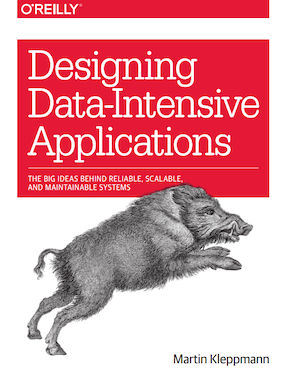 O'REILLY®
Designing
Data-Intensive
Applications
THE BIG IDEAS BEHIND RELIABLE, SCALABLE,
AND MAINTAINABLE SYSTEMS
Martin Kleppmann